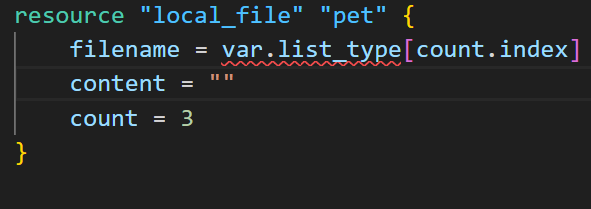 resource "local_file" "pet" {
    filename = var.list_type[count.index]
    content = ""
    count = 3
}